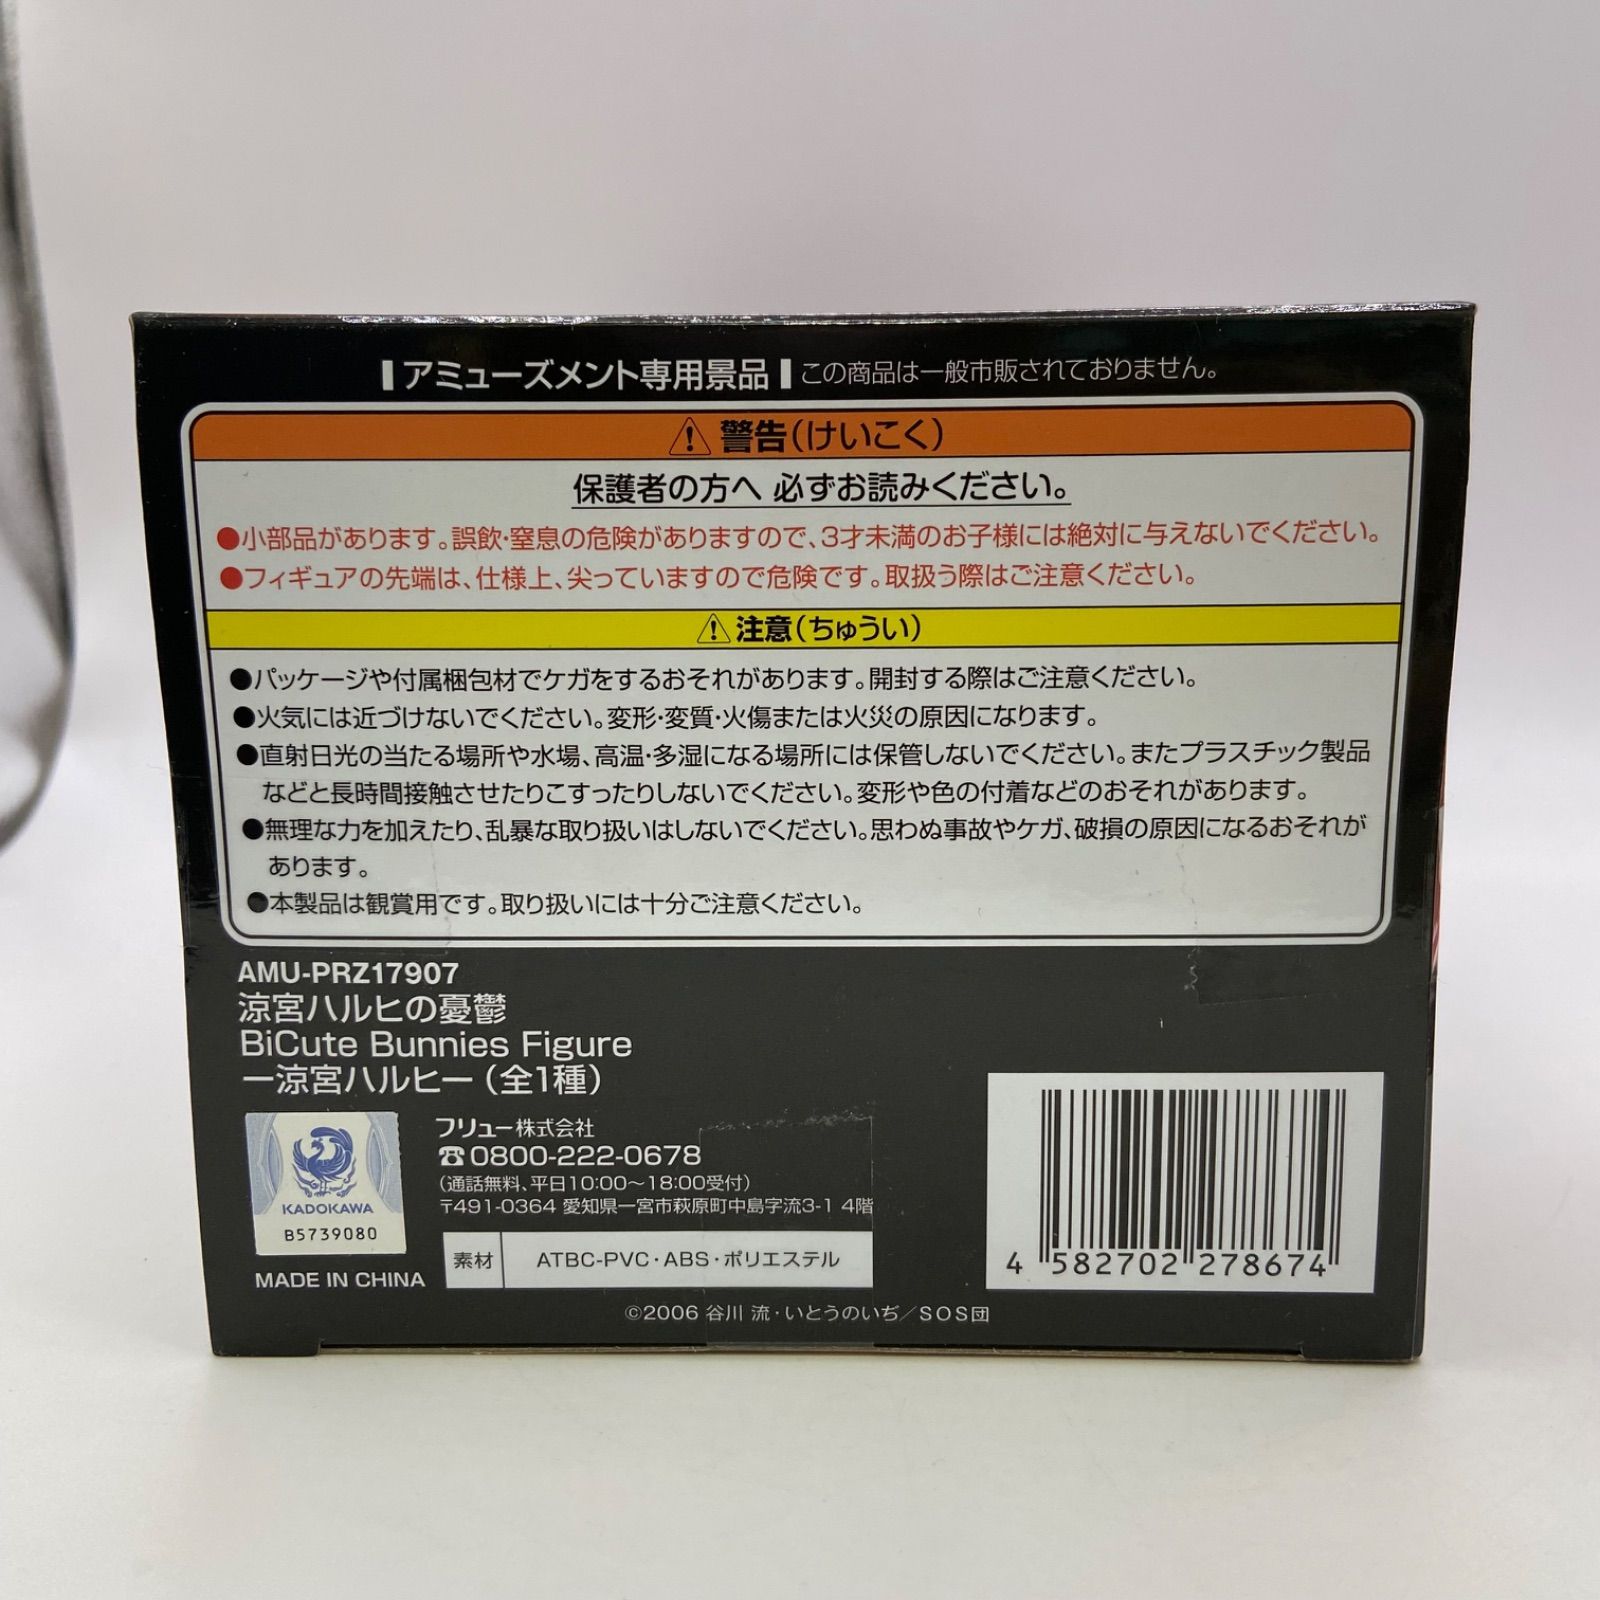 アミューズメント専用景品 この商品は一般市販されておりません。
警告(けいこく)
保護者の方へ 必ずお読みください。
●小部品があります。誤飲・窒息の危険がありますので、3才未満のお子様には絶対に与えないでください。
●フィギュアの先端は、仕様上、尖っていますので危険です。取扱う際はご注意ください。
注意(ちゅうい)
●パッケージや付属梱包材でケガをするおそれがあります。開封する際はご注意ください。
●火気には近づけないでください。変形・変質・火傷または火災の原因になります。
●直射日光の当たる場所や水場、高温・多湿になる場所には保管しないでください。またプラスチック製品
などと長時間接触させたりこすったりしないでください。変形や色の付着などのおそれがあります。
●無理な力を加えたり、乱暴な取り扱いはしないでください。思わぬ事故やケガ、破損の原因になるおそれが
あります。
●本製品は観賞用です。取り扱いには十分ご注意ください。
AMU-PRZ17907
涼宮ハルヒの憂鬱
BiCute Bunnies Figure
ー涼宮ハルヒー(全1種)
フリュー株式会社
☎0800-222-0678
(通話無料、平日10:00〜18:00受付)
〒491-0364 愛知県一宮市萩原町中島字流3-1 4階
KADOKAWA
B5739080
MADE IN CHINA
素材 ATBC-PVC・ABS・ポリエステル
4 582702 278674
©2006 谷川 流・いとうのいぢ/SOS団